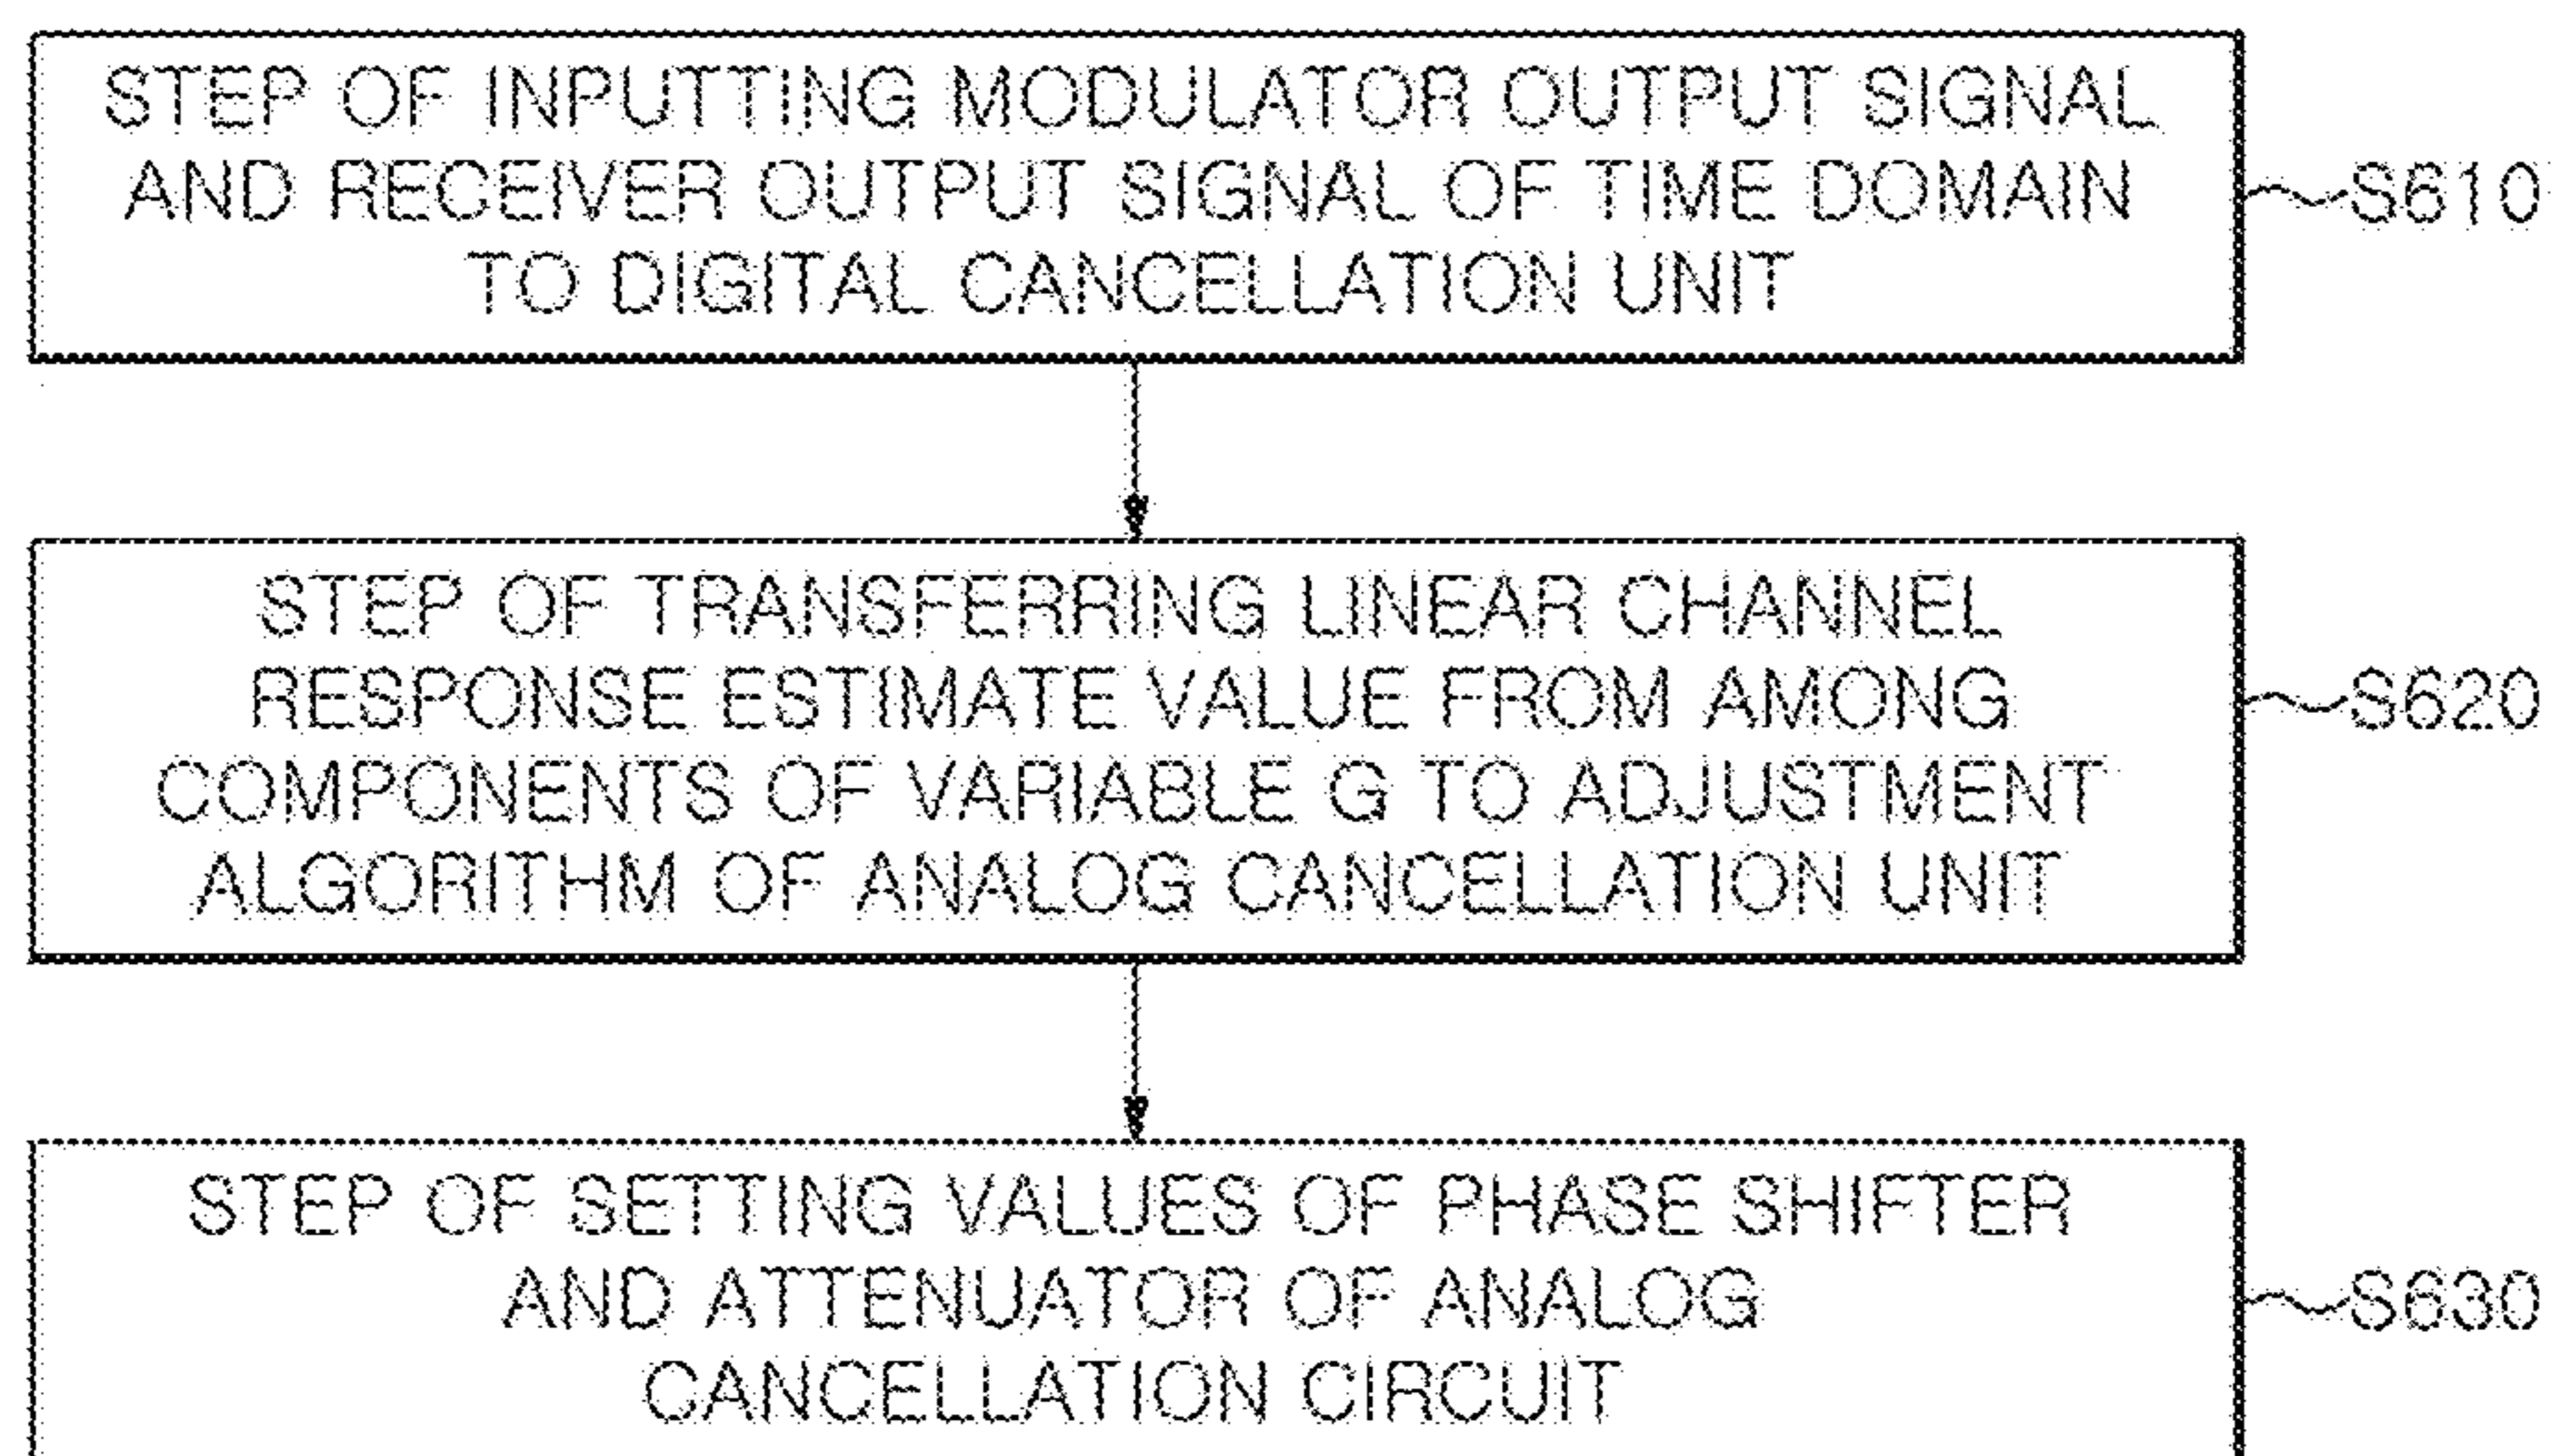 STEP OF INPUTTING MODULATOR OUTPUT SIGNAL
AND RECEIVER OUTPUT SIGNAL OF TIME DOMAIN
TO DIGITAL CANCELLATION UNIT
S610
STEP OF TRANSFERRING LINEAR CHANNEL
RESPONSE ESTIMATE VALUE FROM AMONG
COMPONENTS OF VARIABLE G TO ADJUSTMENT
ALGORITHM OF ANALOG CANCELLATION UNIT
S620
STEP OF SETTING VALUES OF PHASE SHIFTER
AND ATTENUATOR OF ANALOG
CANCELLATION CIRCUIT
S630